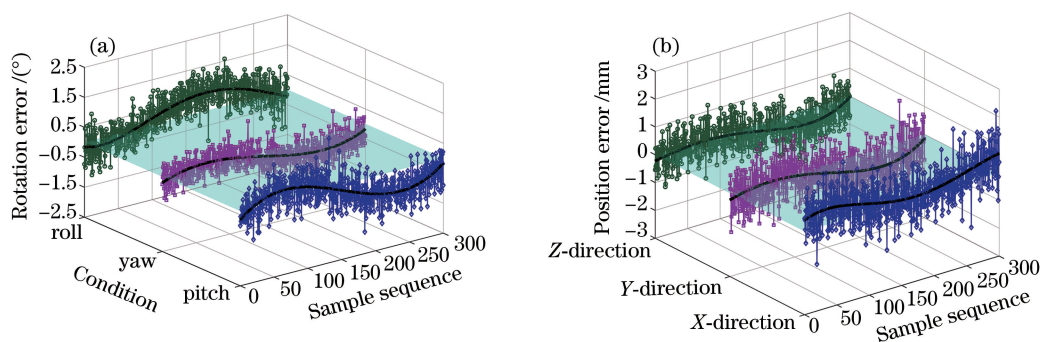 (a)
Rotation error /(°)
2.5
1.5
0.5
−0.5
−1.5
−2.5
roll
yaw
pitch
Condition
0
50
100
150
200
250
300
Sample sequence
(b)
Position error /mm
3
2
1
0
−1
−2
−3
Z-direction
Y-direction
X-direction
0
50
100
150
200
250
300
Sample sequence